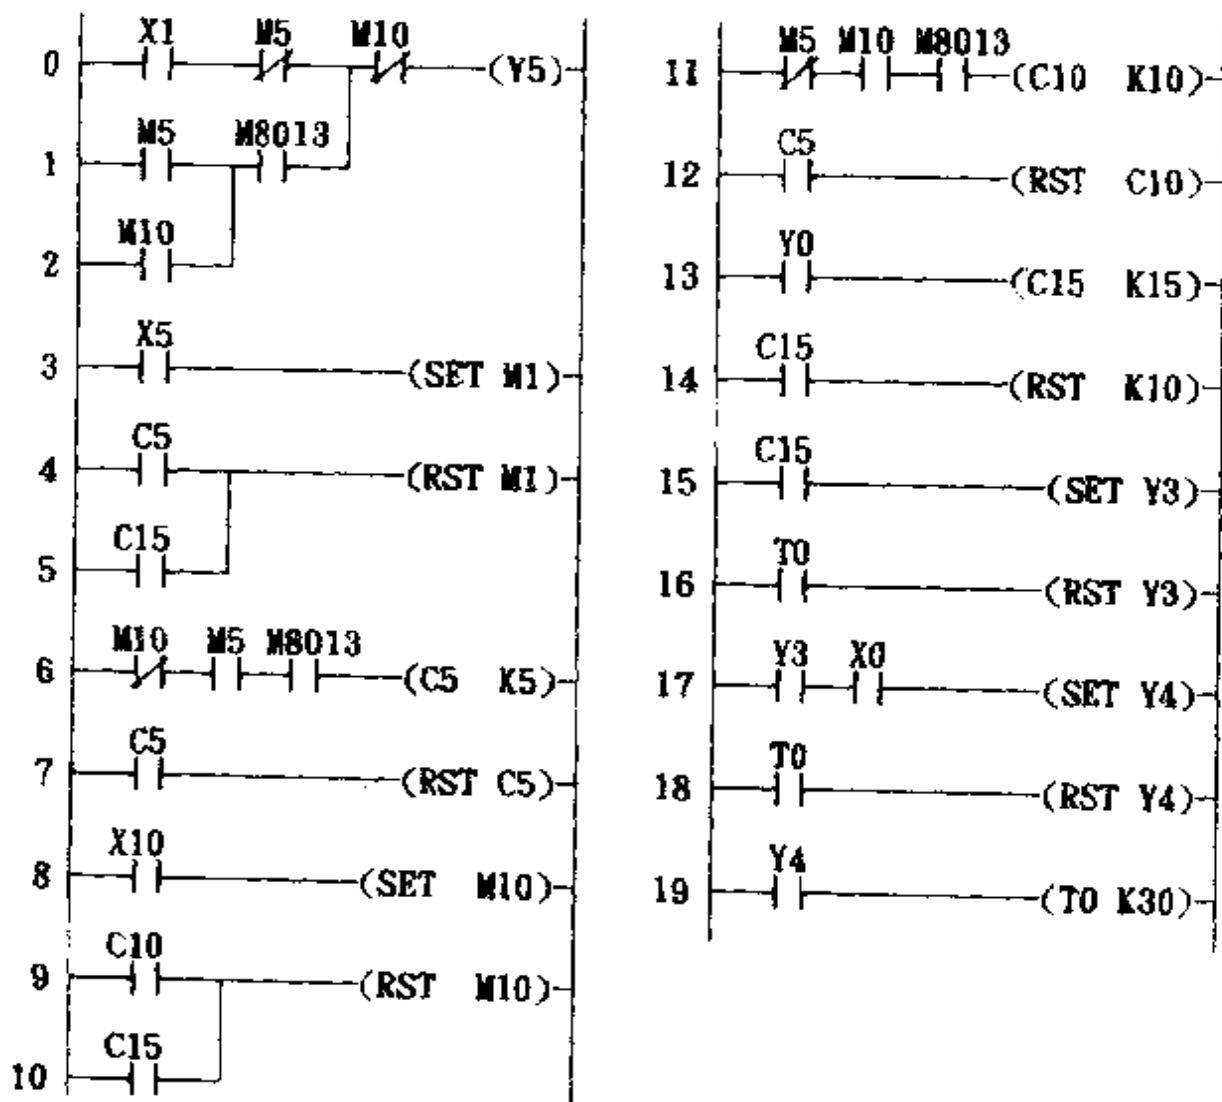 X1 M5 M10
0 (Y5)
M5 M8013
1
M10
2
X5
3 (SET M1)
C5
4 (RST M1)
C15
5
M10 M5 M8013
6 (C5 K5)
C5
7 (RST C5)
X10
8 (SET M10)
C10
9 (RST M10)
C15
10
M5 M10 M8013
11 (C10 K10)
C5
12 (RST C10)
Y0
13 (C15 K15)
C15
14 (RST K10)
C15
15 (SET Y3)
T0
16 (RST Y3)
Y3 X0
17 (SET Y4)
T0
18 (RST Y4)
Y4
19 (T0 K30)